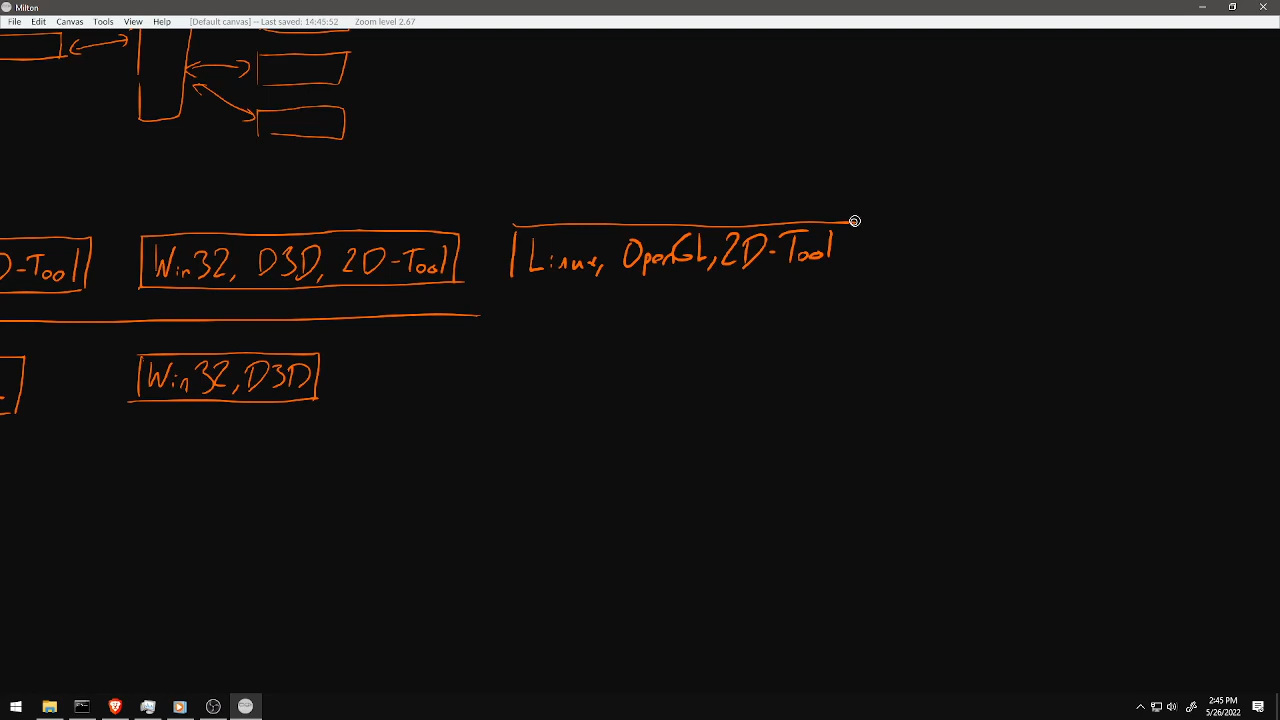 Milton
File Edit Canvas Tools View Help [Default canvas] -- Last saved: 14:45:52 Zoom level 2.67
D-Tool
Win32, D3D, 2D-Tool
Linux, OpenGL, 2D-Tool
Win32, D3D
2:45 PM
5/26/2022